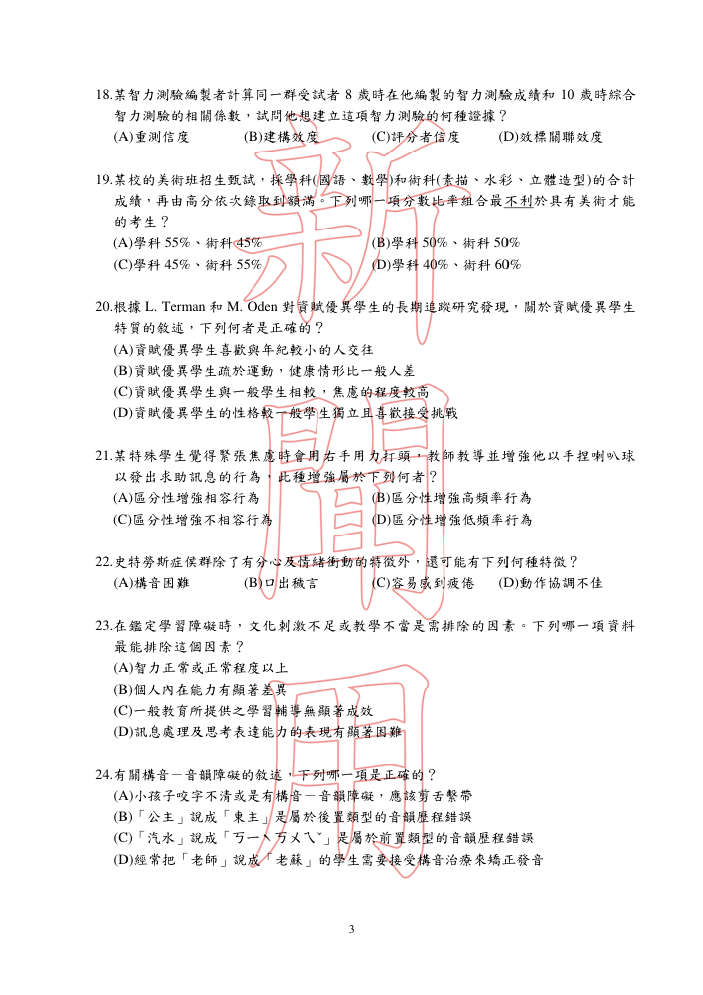 18.某智力測驗編製者計算同一群受試者 8 歲時在他編製的智力測驗成績和 10 歲時綜合
智力測驗的相關係數，試問他想建立這項智力測驗的何種證據？
(A)重測信度 (B)建構效度 (C)評分者信度 (D)效標關聯效度
19.某校的美術班招生甄試，採學科(國語、數學)和術科(素描、水彩、立體造型)的合計
成績，再由高分依次錄取到額滿。下列哪一項分數比率組合最不利於具有美術才能
的考生？
(A)學科 55%、術科 45% (B)學科 50%、術科 50%
(C)學科 45%、術科 55% (D)學科 40%、術科 60%
20.根據 L. Terman 和 M. Oden 對資賦優異學生的長期追蹤研究發現，關於資賦優異學生
特質的敘述，下列何者是正確的？
(A)資賦優異學生喜歡與年紀較小的人交往
(B)資賦優異學生疏於運動，健康情形比一般人差
(C)資賦優異學生與一般學生相較，焦慮的程度較高
(D)資賦優異學生的性格較一般學生獨立且喜歡接受挑戰
21.某特殊學生覺得緊張焦慮時會用右手用力打頭，教師教導並增強他以手捏喇叭球
以發出求助訊息的行為，此種增強屬於下列何者？
(A)區分性增強相容行為 (B)區分性增強高頻率行為
(C)區分性增強不相容行為 (D)區分性增強低頻率行為
22.史特勞斯症侯群除了有分心及情緒衝動的特徵外，還可能有下列何種特徵？
(A)構音困難 (B)口出穢言 (C)容易感到疲倦 (D)動作協調不佳
23.在鑑定學習障礙時，文化刺激不足或教學不當是需排除的因素。下列哪一項資料
最能排除這個因素？
(A)智力正常或正常程度以上
(B)個人內在能力有顯著差異
(C)一般教育所提供之學習輔導無顯著成效
(D)訊息處理及思考表達能力的表現有顯著困難
24.有關構音－音韻障礙的敘述，下列哪一項是正確的？
(A)小孩子咬字不清或是有構音－音韻障礙，應該剪舌繫帶
(B)「公主」說成「東主」是屬於後置類型的音韻歷程錯誤
(C)「汽水」說成「ㄎㄧˋㄎㄨㄟˇ」是屬於前置類型的音韻歷程錯誤
(D)經常把「老師」說成「老蘇」的學生需要接受構音治療來矯正發音
3
新
聞
用